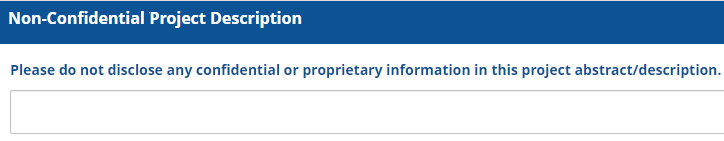 Non-Confidential Project Description
Please do not disclose any confidential or proprietary information in this project abstract/description.